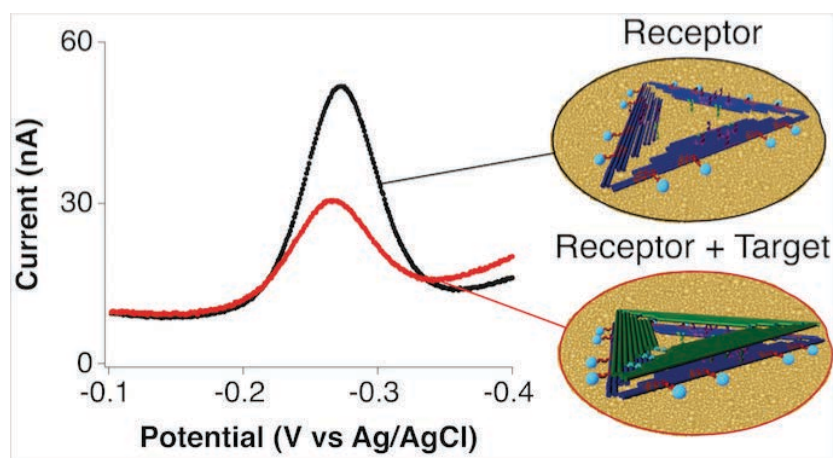 Receptor
Receptor + Target
Current (nA)
60
30
0
-0.1
-0.2
-0.3
-0.4
Potential (V vs Ag/AgCl)